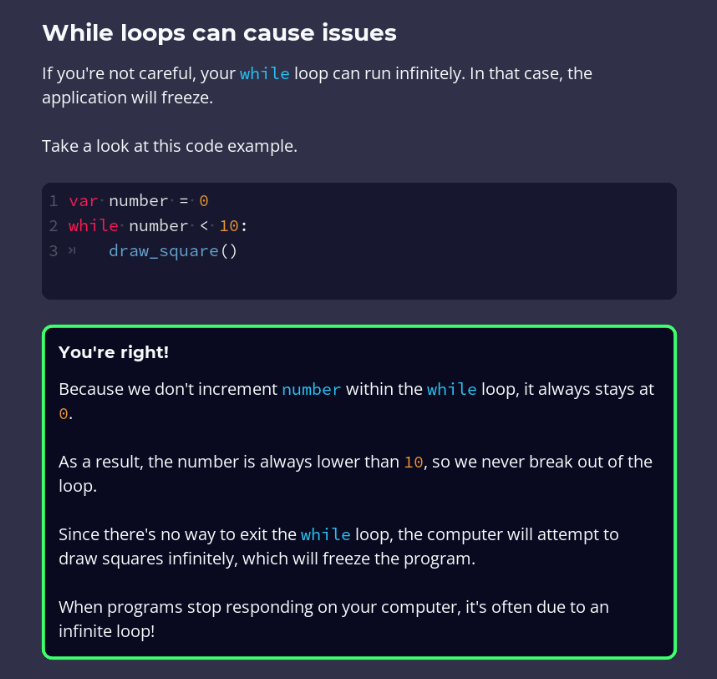 While loops can cause issues
If you're not careful, your while loop can run infinitely. In that case, the
application will freeze.
Take a look at this code example.
1 var number = 0
2 while number < 10:
3 draw_square()
You're right!
Because we don't increment number within the while loop, it always stays at
0.
As a result, the number is always lower than 10, so we never break out of the
loop.
Since there's no way to exit the while loop, the computer will attempt to
draw squares infinitely, which will freeze the program.
When programs stop responding on your computer, it's often due to an
infinite loop!